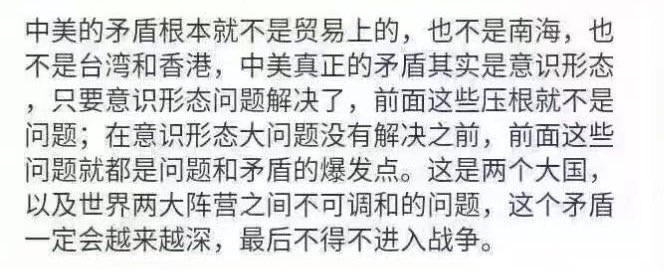 中美的矛盾根本就不是贸易上的，也不是南海，也
不是台湾和香港，中美真正的矛盾其实是意识形态
，只要意识形态问题解决了，前面这些压根就不是
问题；在意识形态大问题没有解决之前，前面这些
问题就都是问题和矛盾的爆发点。这是两个大国，
以及世界两大阵营之间不可调和的问题，这个矛盾
一定会越来越深，最后不得不进入战争。